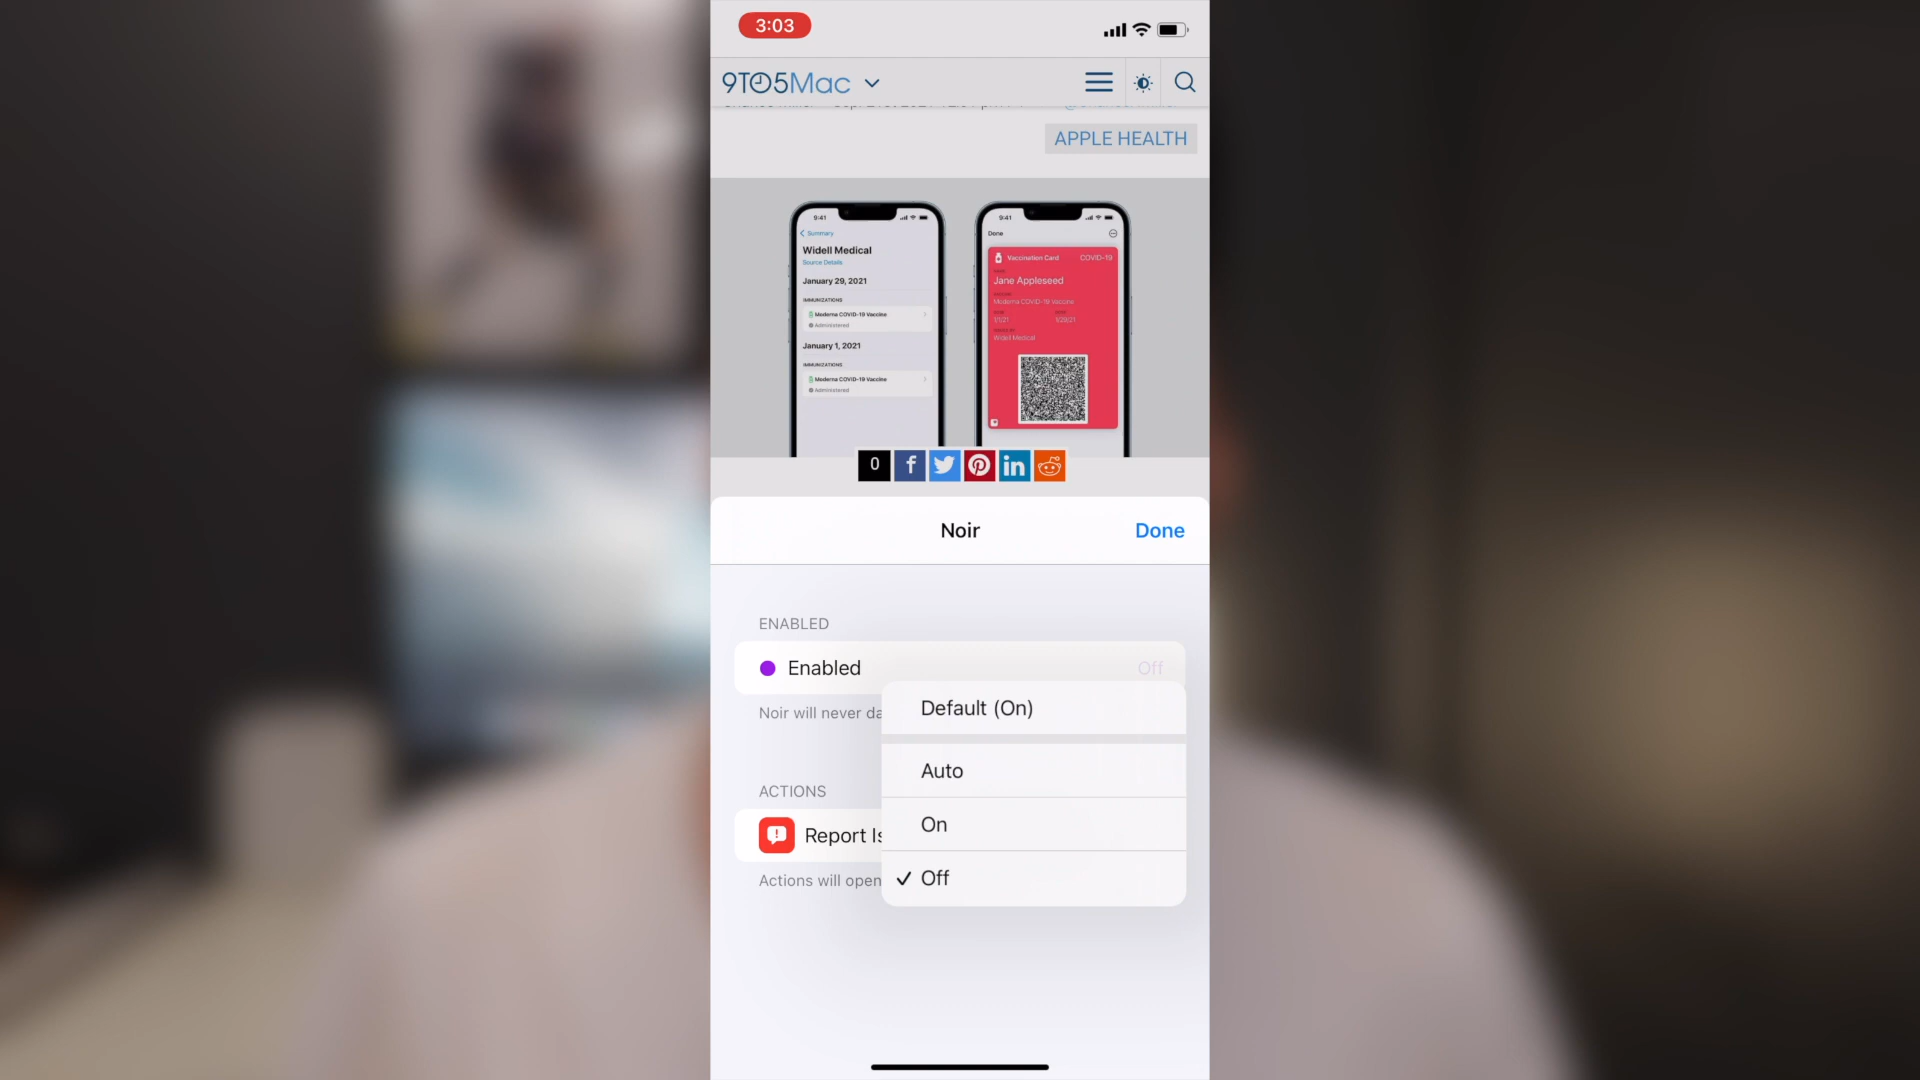 3:03
9TO5Mac
APPLE HEALTH
9:41
Summary
Widell Medical
Source Details
January 29, 2021
IMMUNIZATIONS
Moderna COVID-19 Vaccine
Administered
January 1, 2021
IMMUNIZATIONS
Moderna COVID-19 Vaccine
Administered
9:41
Done
Vaccination Card COVID-19
Jane Appleseed
Moderna COVID-19 Vaccine
1/1/21 1/29/21
Widell Medical
0
Noir
Done
ENABLED
Enabled
Off
Noir will never da
Default (On)
Auto
ACTIONS
On
Report Is
Off
Actions will open